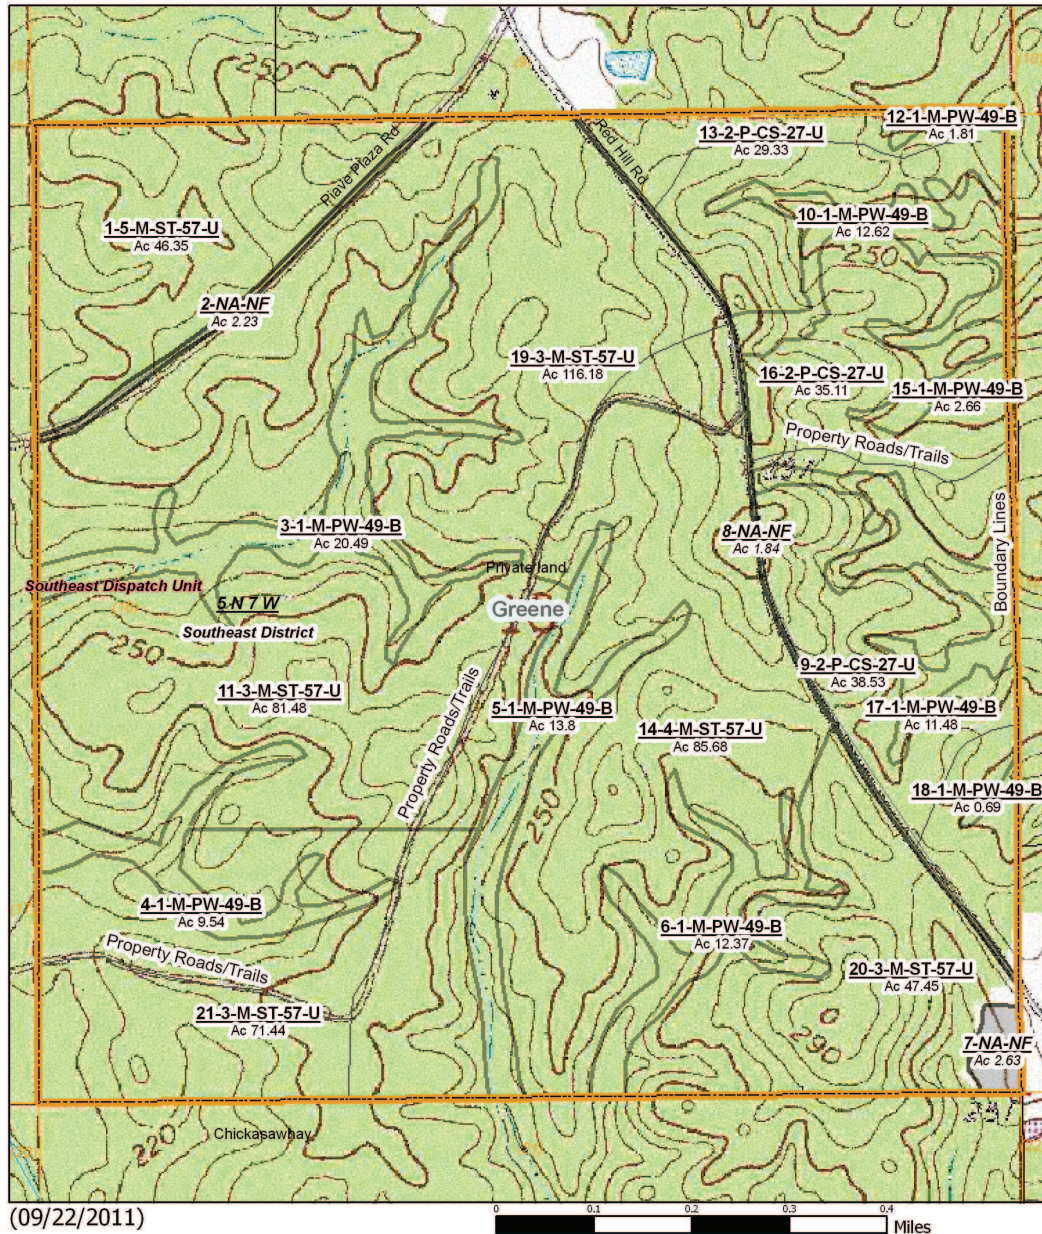 250
12-1-M-PW-49-B
Ac 1.81
13-2-P-CS-27-U
Ac 29.33
Piave Plaza Rd
Red Hill Rd
1-5-M-ST-57-U
Ac 46.35
10-1-M-PW-49-B
Ac 12.62
250
2-NA-NF
Ac 2.23
19-3-M-ST-57-U
Ac 116.18
16-2-P-CS-27-U
Ac 35.11
15-1-M-PW-49-B
Ac 2.66
Property Roads/Trails
3-1-M-PW-49-B
Ac 20.49
8-NA-NF
Ac 1.84
Boundary Lines
Private land
Southeast Dispatch Unit
5 N 7 W
Greene
Southeast District
250
9-2-P-CS-27-U
Ac 38.53
11-3-M-ST-57-U
Ac 81.48
5-1-M-PW-49-B
Ac 13.8
17-1-M-PW-49-B
Ac 11.48
14-4-M-ST-57-U
Ac 85.68
Property Roads/Trails
18-1-M-PW-49-B
Ac 0.69
250
4-1-M-PW-49-B
Ac 9.54
6-1-M-PW-49-B
Ac 12.37
Property Roads/Trails
20-3-M-ST-57-U
Ac 47.45
21-3-M-ST-57-U
Ac 71.44
290
7-NA-NF
Ac 2.63
220
Chickasawhay
(09/22/2011)
0 0.1 0.2 0.3 0.4
Miles